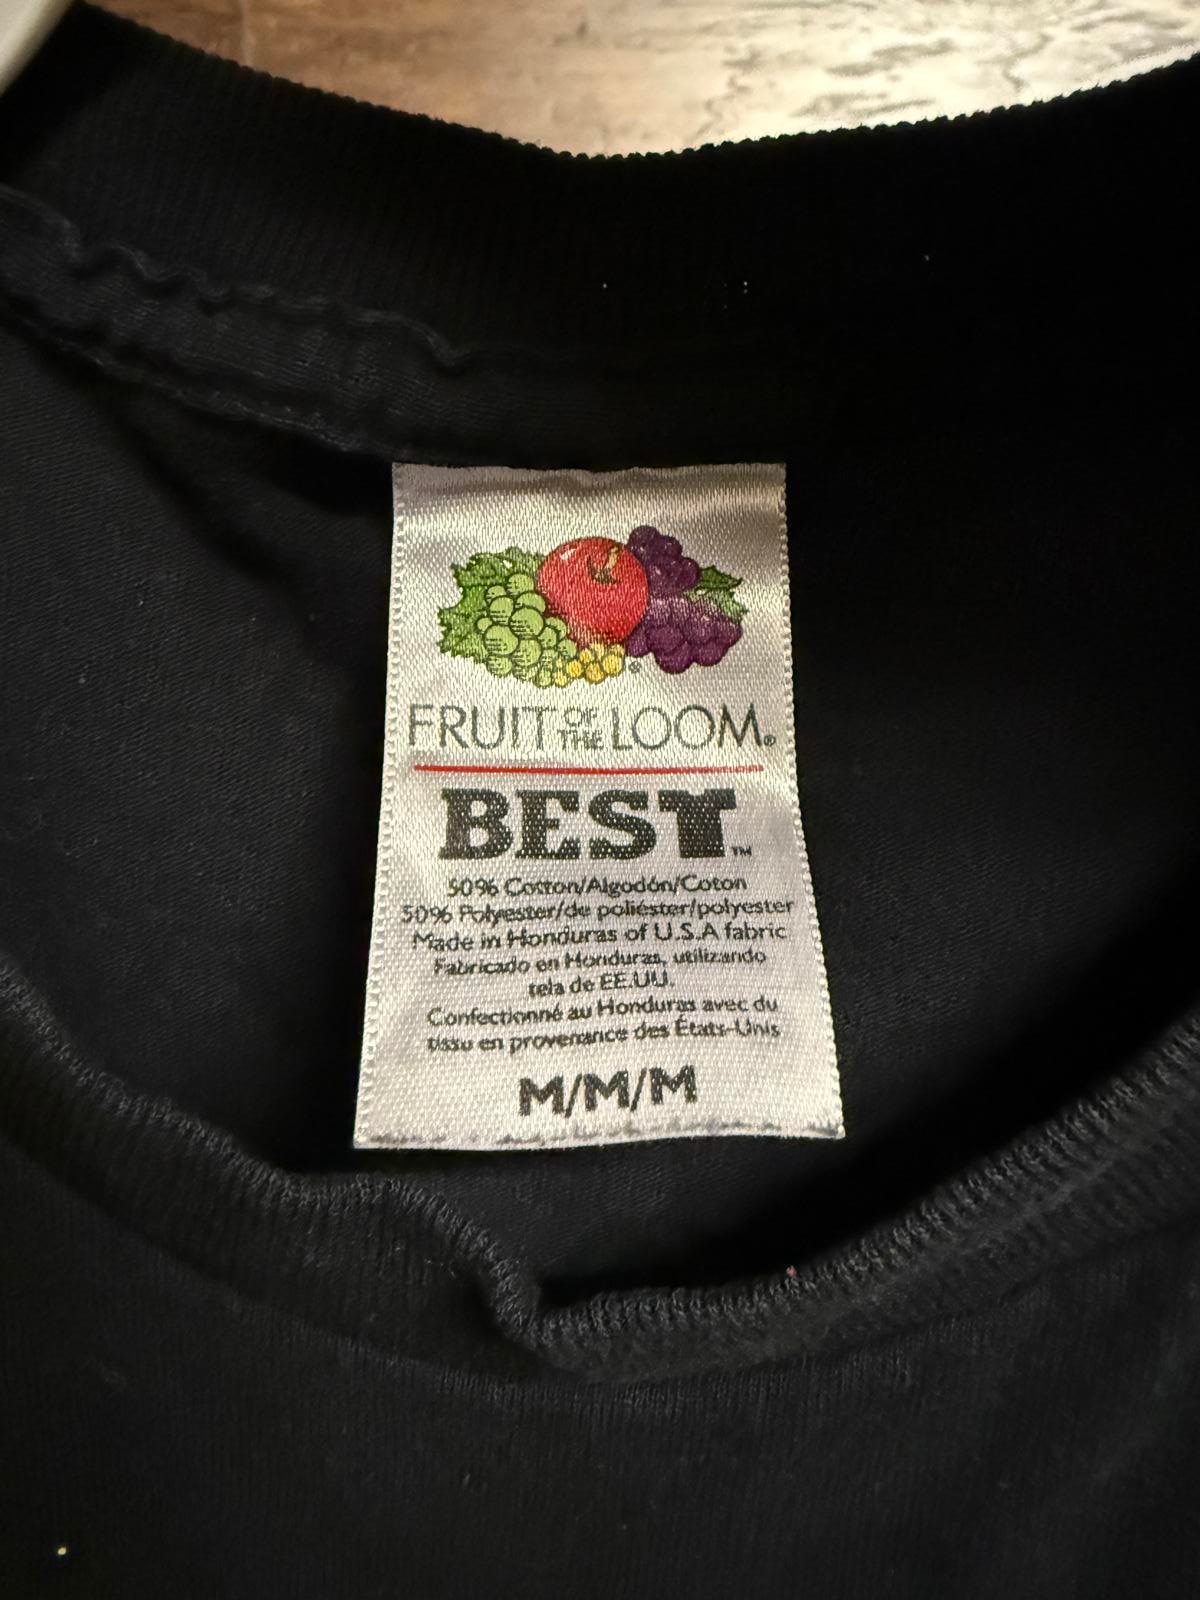 FRUIT OF THE LOOM®
BEST™
50% Cotton/Algodón/Coton
50% Polyester/de poliéster/polyester
Made in Honduras of U.S.A fabric
Fabricado en Honduras, utilizando
tela de EE.UU.
Confectionné au Honduras avec du
tissu en provenance des États-Unis
M/M/M